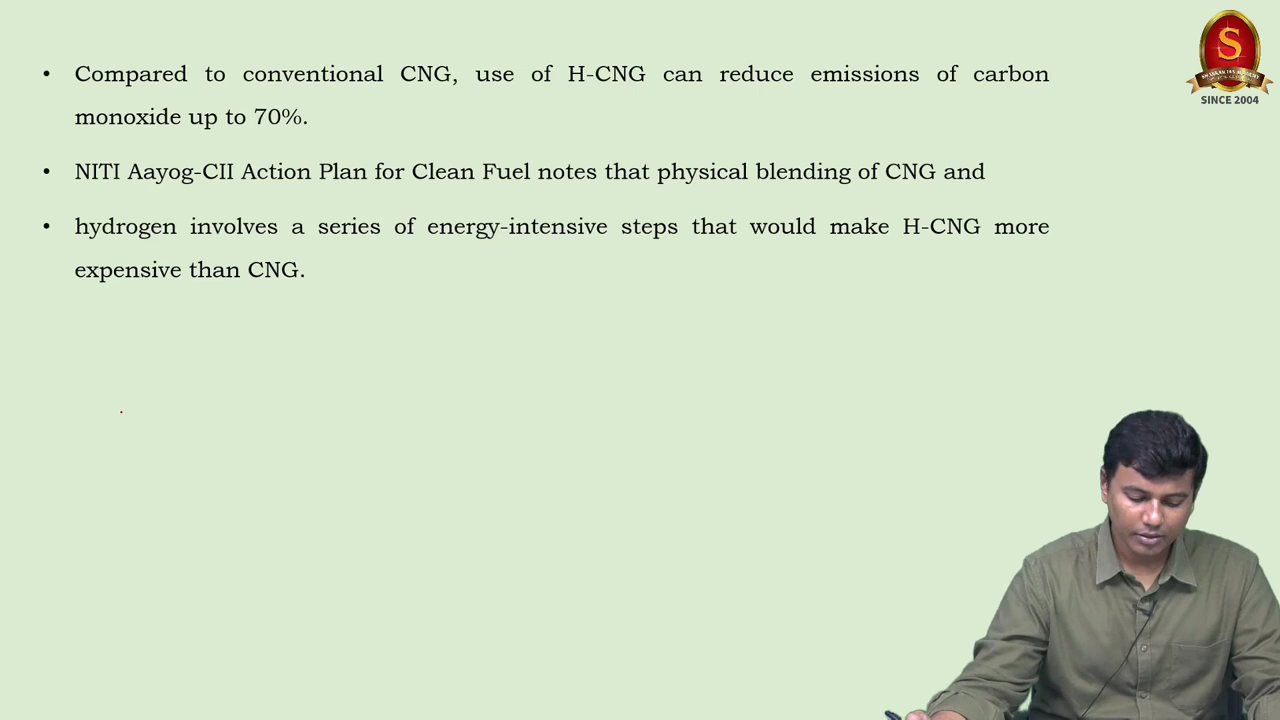 • Compared to conventional CNG, use of H-CNG can reduce emissions of carbon
monoxide up to 70%.
• NITI Aayog-CII Action Plan for Clean Fuel notes that physical blending of CNG and
• hydrogen involves a series of energy-intensive steps that would make H-CNG more
expensive than CNG.
S
SINCE 2004